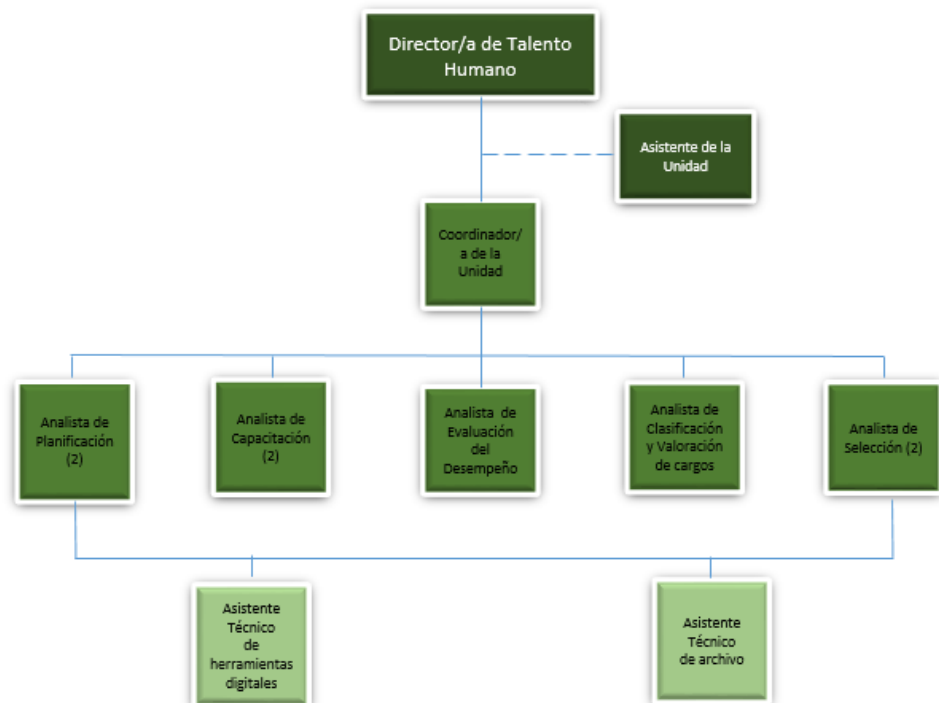 Director/a de Talento
Humano
Asistente de la
Unidad
Coordinador/
a de la
Unidad
Analista de
Planificación
(2)
Analista de
Capacitación
(2)
Analista de
Evaluación
del
Desempeño
Analista de
Clasificación
y Valoración
de cargos
Analista de
Selección (2)
Asistente
Técnico
de
herramientas
digitales
Asistente
Técnico
de archivo